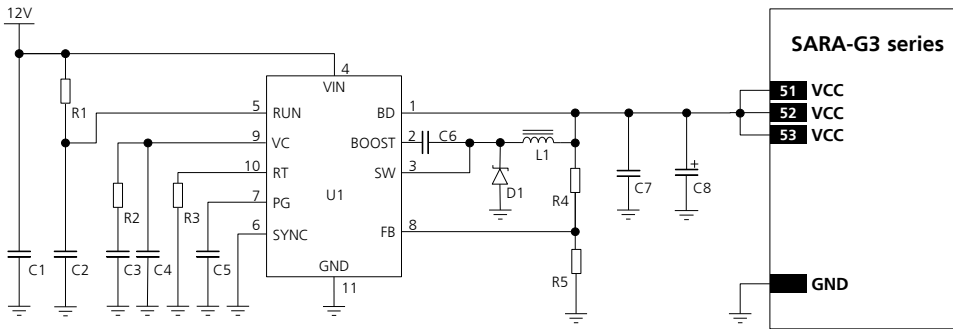 12V
SARA-G3 series
4
VIN
R1
5 RUN
BD 1
51 VCC
52 VCC
53 VCC
9 VC
BOOST 2
C6
L1
10 RT
SW 3
U1
D1
R2
R3
R4
C7
+
C8
7 PG
6 SYNC
FB 8
GND
11
C1
C2
C3
C4
C5
R5
GND